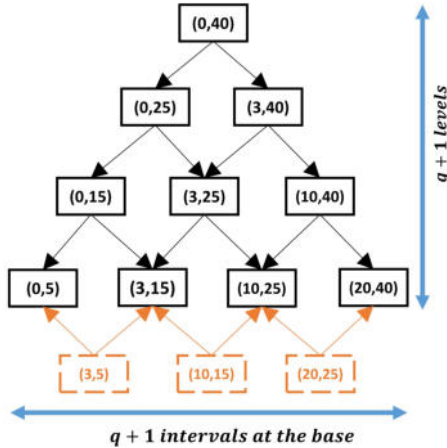 (0,40)
(0,25) (3,40)
(0,15) (3,25) (10,40)
(0,5) (3,15) (10,25) (20,40)
(3,5) (10,15) (20,25)
q + 1 levels
q + 1 intervals at the base